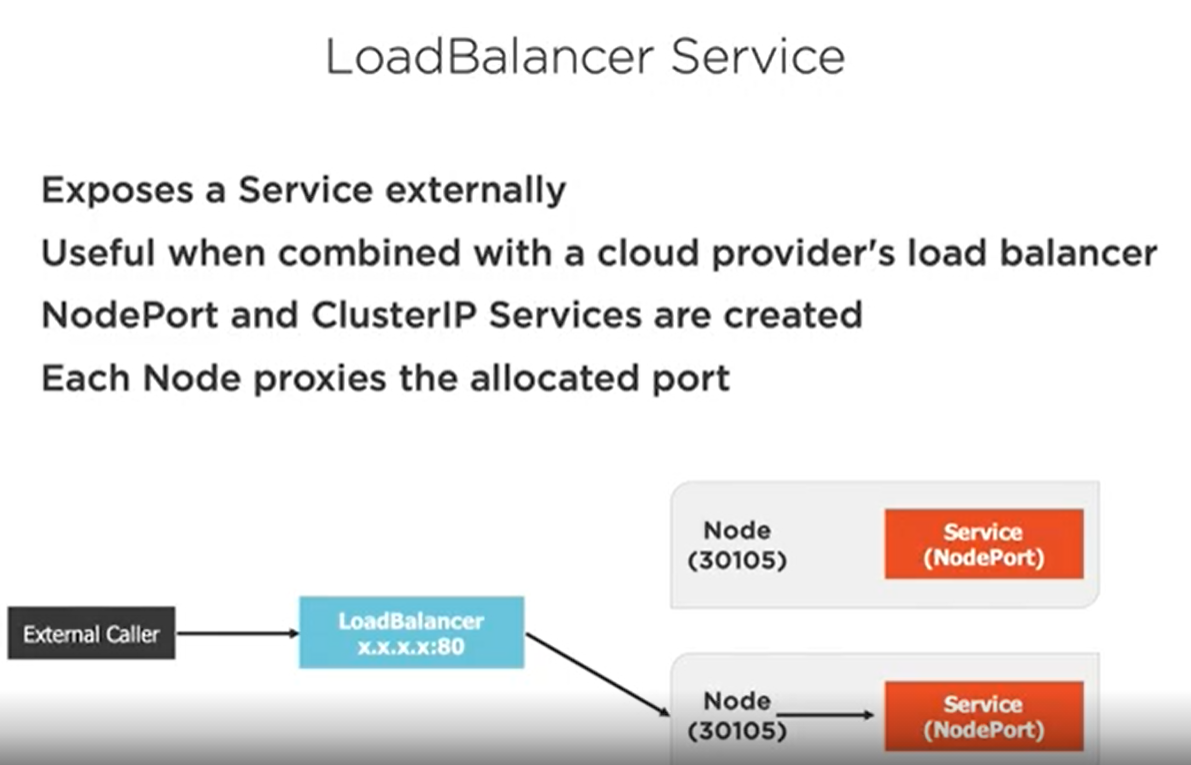 LoadBalancer Service
Exposes a Service externally
Useful when combined with a cloud provider's load balancer
NodePort and ClusterIP Services are created
Each Node proxies the allocated port
Node
(30105)
Service
(NodePort)
External Caller
LoadBalancer
x.x.x.x:80
Node
(30105)
Service
(NodePort)